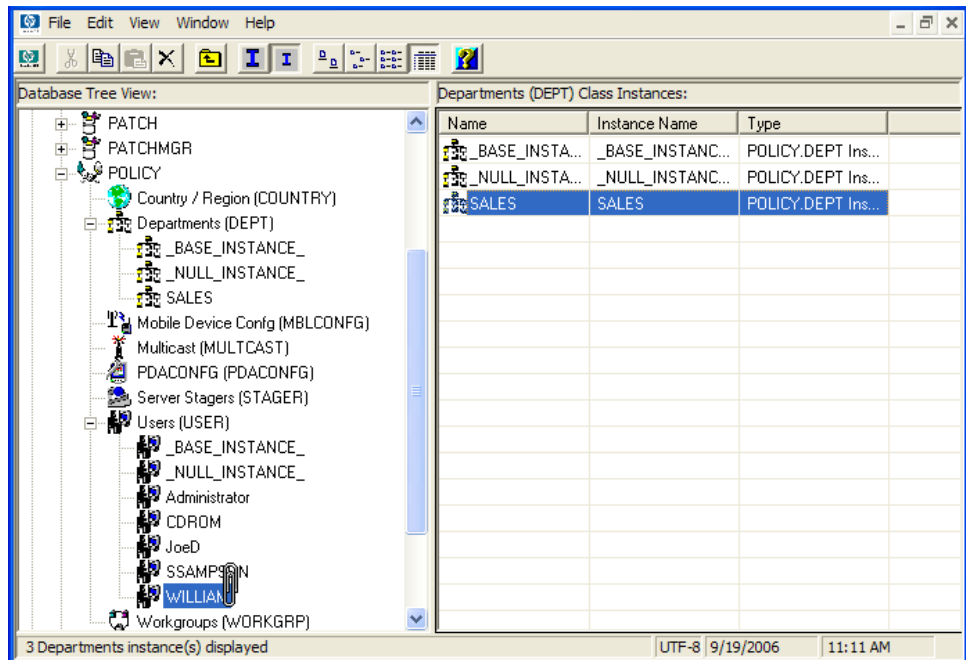 File Edit View Window Help
Database Tree View:
Departments (DEPT) Class Instances:
PATCH
PATCHMGR
POLICY
Country / Region (COUNTRY)
Departments (DEPT)
_BASE_INSTANCE_
_NULL_INSTANCE_
SALES
Mobile Device Confg (MBLCONFG)
Multicast (MULTCAST)
PDACONFG (PDACONFG)
Server Stagers (STAGER)
Users (USER)
_BASE_INSTANCE_
_NULL_INSTANCE_
Administrator
CDROM
JoeD
SSAMPSON
WILLIAM
Workgroups (WORKGRP)
Name Instance Name Type
_BASE_INSTA... _BASE_INSTANC... POLICY.DEPT Ins...
_NULL_INSTA... _NULL_INSTANC... POLICY.DEPT Ins...
SALES SALES POLICY.DEPT Ins...
3 Departments instance(s) displayed
UTF-8 9/19/2006 11:11 AM